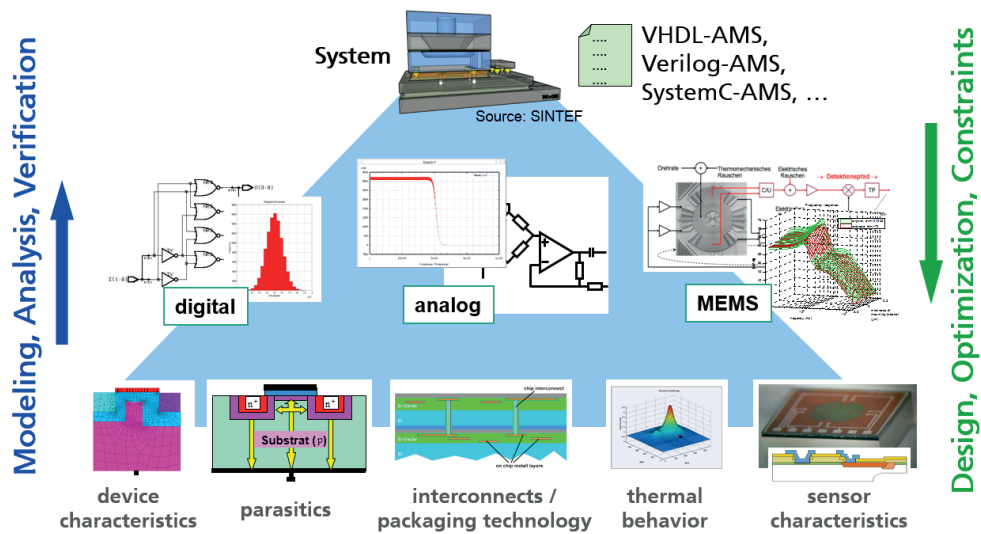 System
VHDL-AMS,
Verilog-AMS,
SystemC-AMS, …
Source: SINTEF
Modeling, Analysis, Verification
Design, Optimization, Constraints
digital
analog
Drehrate
Thermomechanisches
Rauschen
Elektrisches
Rauschen
Detektionspfad
C/U
TP
MEMS
n+
n+
Substrat (p)
chip interconnect
on chip metall layers
device
characteristics
parasitics
interconnects /
packaging technology
thermal
behavior
sensor
characteristics